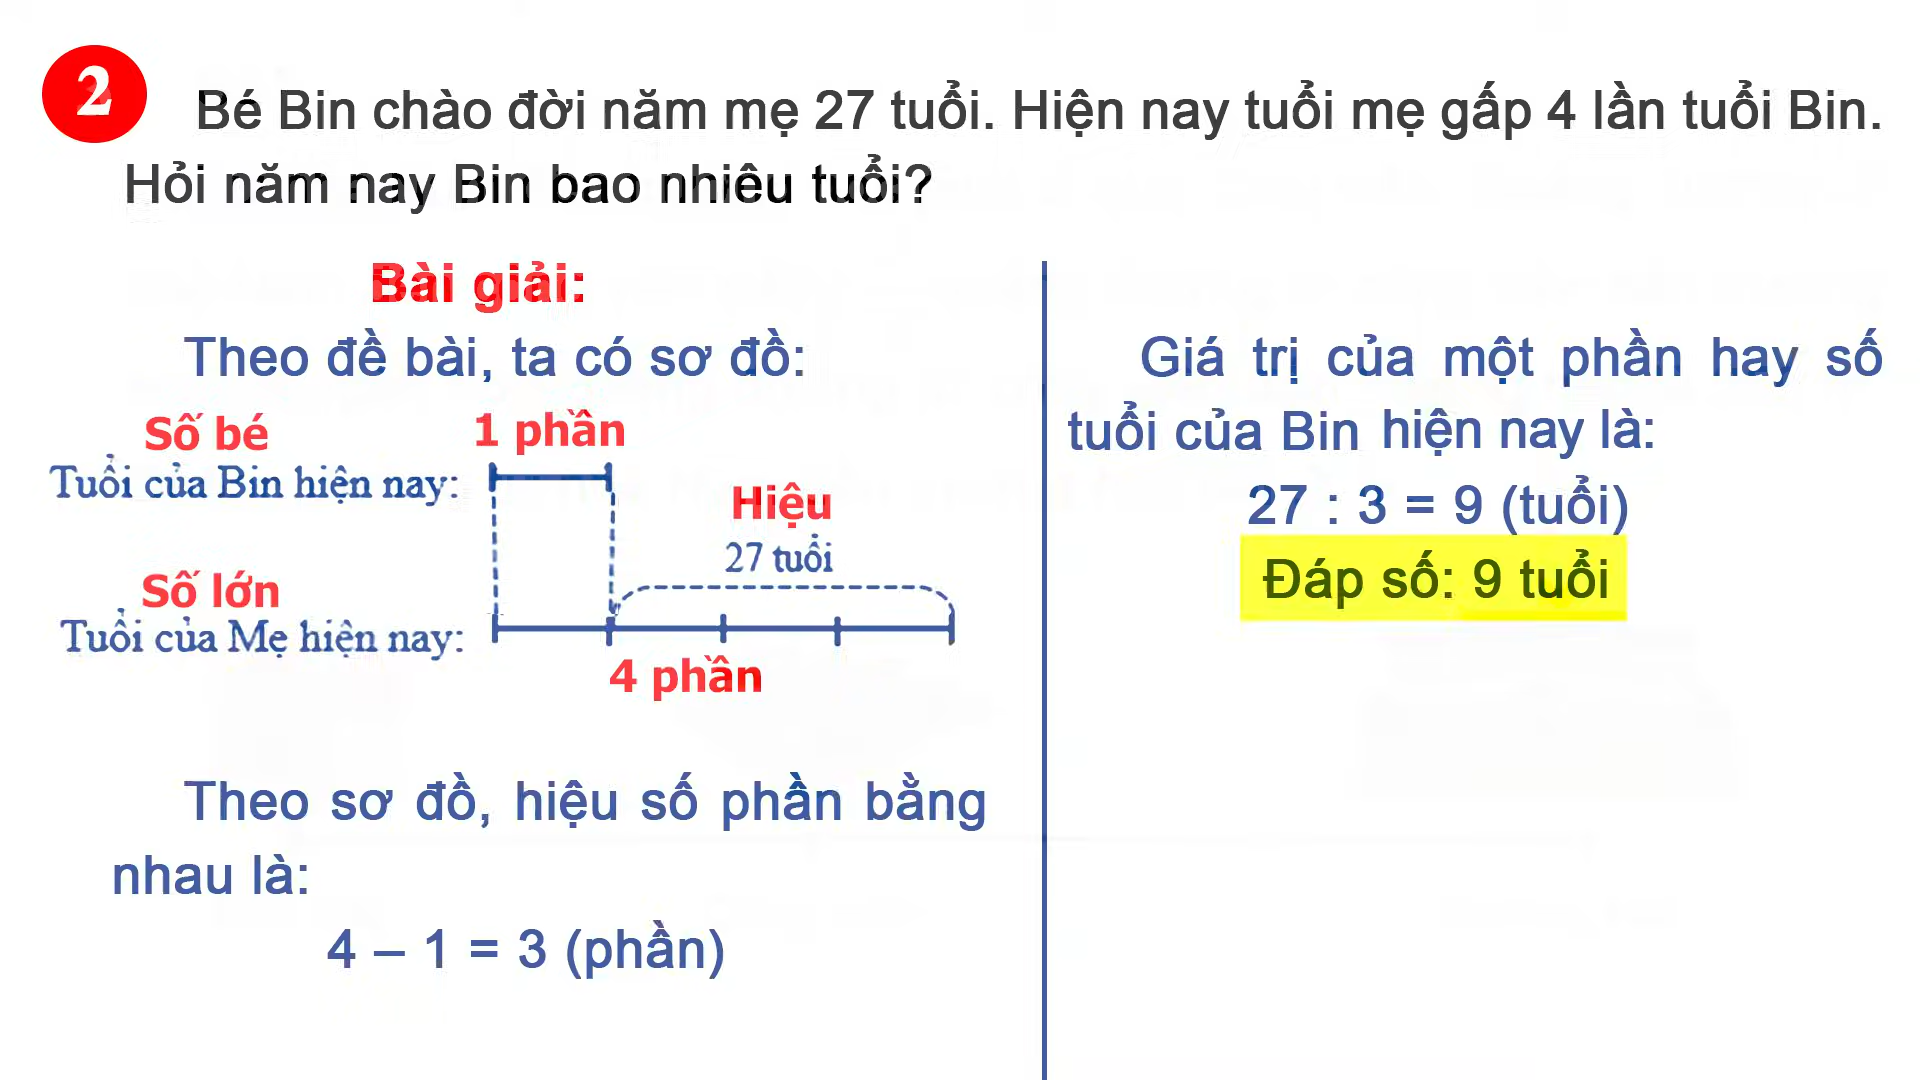 2
Bé Bin chào đời năm mẹ 27 tuổi. Hiện nay tuổi mẹ gấp 4 lần tuổi Bin.
Hỏi năm nay Bin bao nhiêu tuổi?
Bài giải:
Theo đề bài, ta có sơ đồ:
Số bé
1 phần
Tuổi của Bin hiện nay:
Hiệu
27 tuổi
Số lớn
Tuổi của Mẹ hiện nay:
4 phần
Theo sơ đồ, hiệu số phần bằng
nhau là:
4 – 1 = 3 (phần)
Giá trị của một phần hay số
tuổi của Bin hiện nay là:
27 : 3 = 9 (tuổi)
Đáp số: 9 tuổi